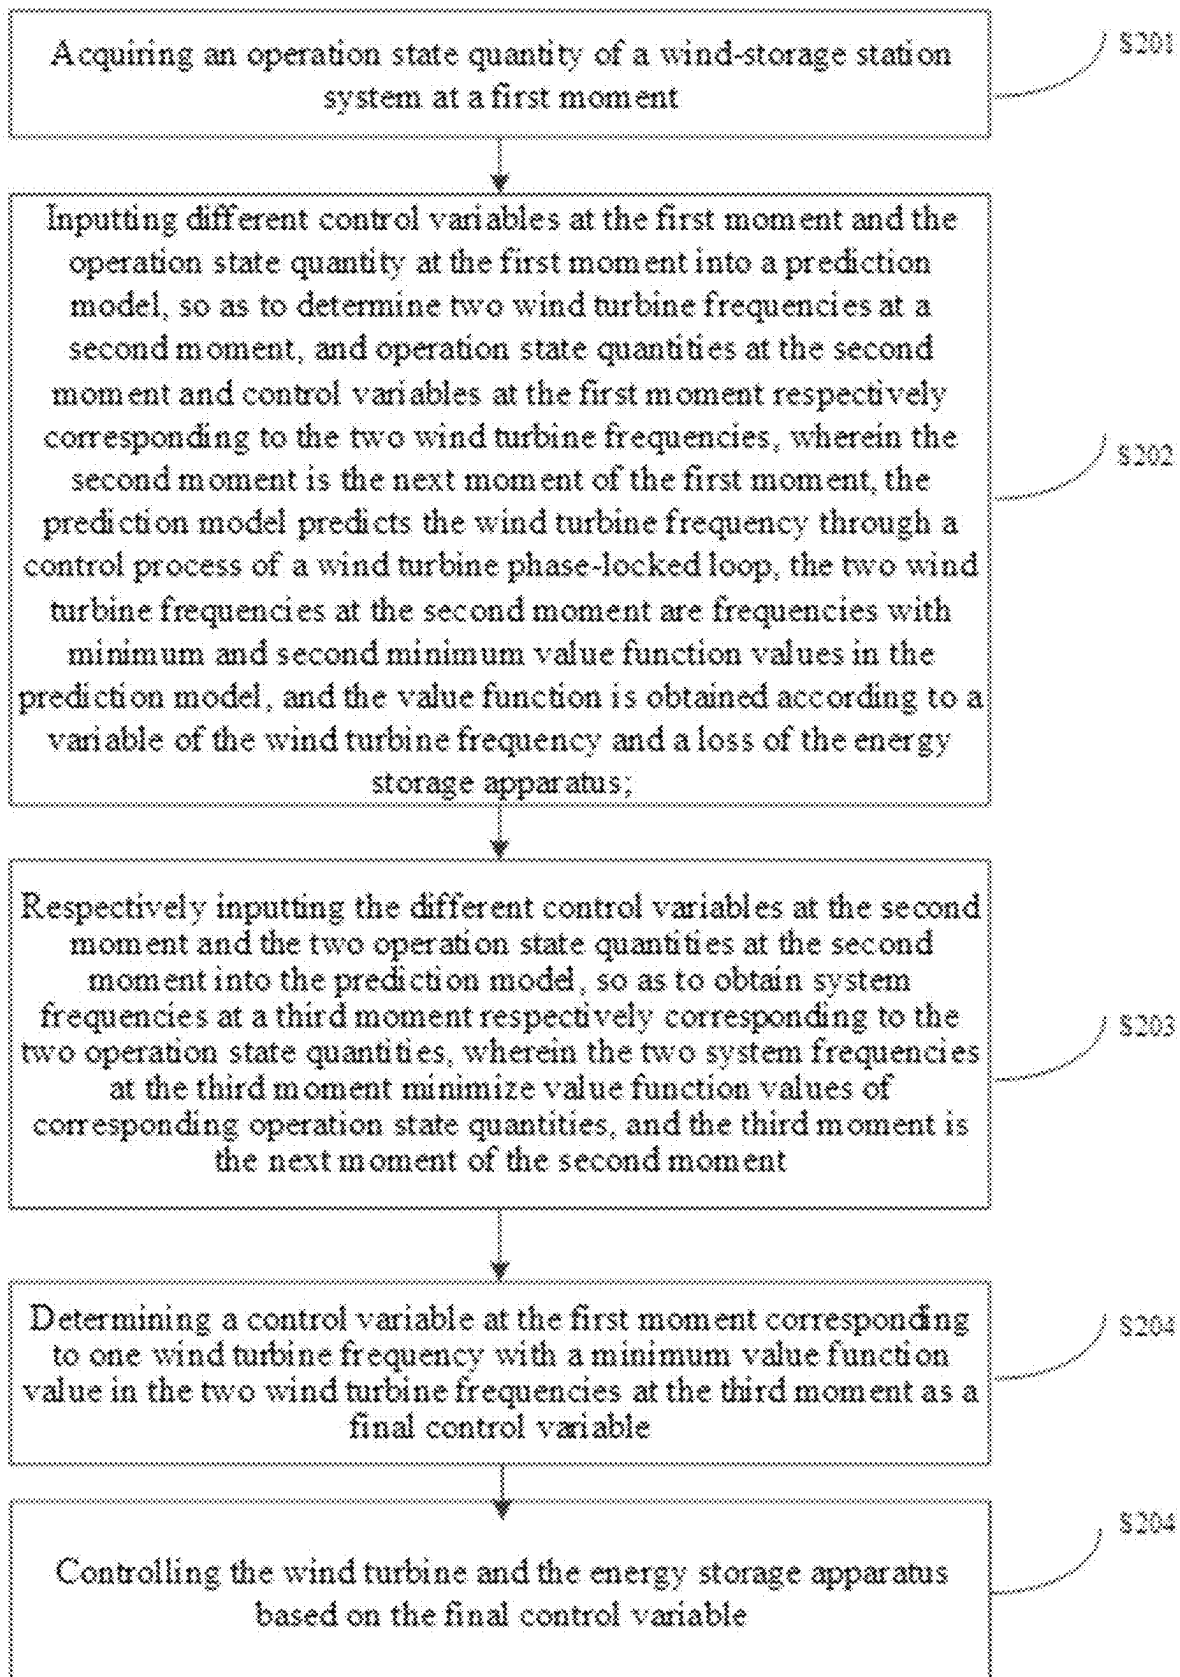 Acquiring an operation state quantity of a wind-storage station
system at a first moment
S201
Inputting different control variables at the first moment and the
operation state quantity at the first moment into a prediction
model, so as to determine two wind turbine frequencies at a
second moment, and operation state quantities at the second
moment and control variables at the first moment respectively
corresponding to the two wind turbine frequencies, wherein the
second moment is the next moment of the first moment, the
prediction model predicts the wind turbine frequency through a
control process of a wind turbine phase-locked loop, the two wind
turbine frequencies at the second moment are frequencies with
minimum and second minimum value function values in the
prediction model, and the value function is obtained according to a
variable of the wind turbine frequency and a loss of the energy
storage apparatus;
S202
Respectively inputting the different control variables at the second
moment and the two operation state quantities at the second
moment into the prediction model, so as to obtain system
frequencies at a third moment respectively corresponding to the
two operation state quantities, wherein the two system frequencies
at the third moment minimize value function values of
corresponding operation state quantities, and the third moment is
the next moment of the second moment
S203
Determining a control variable at the first moment corresponding
to one wind turbine frequency with a minimum value function
value in the two wind turbine frequencies at the third moment as a
final control variable
S204
Controlling the wind turbine and the energy storage apparatus
based on the final control variable
S204